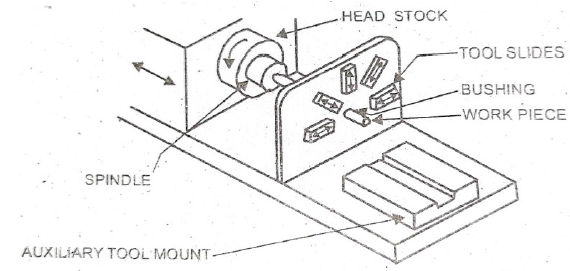 HEAD STOCK
TOOL SLIDES
BUSHING
WORK PIECE
SPINDLE
AUXILIARY TOOL MOUNT